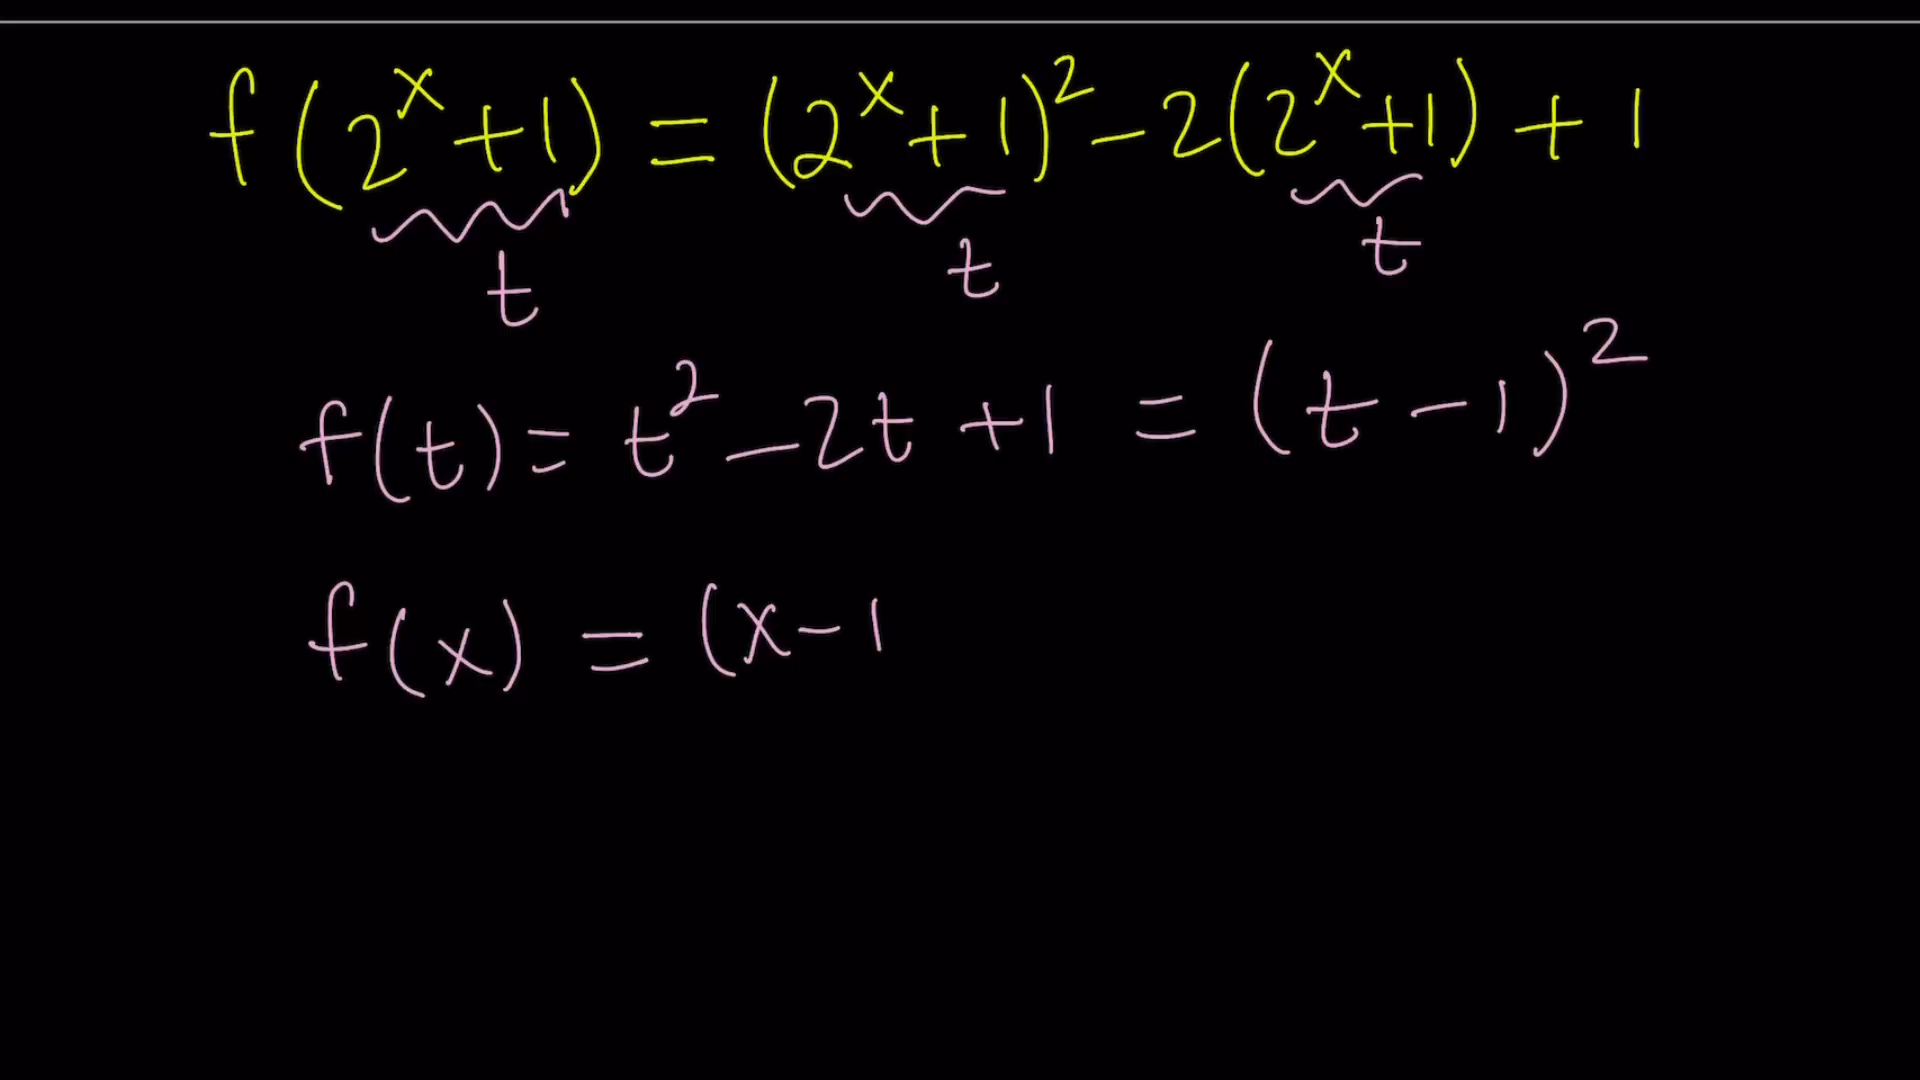 f(2^x+1) = (2^x+1)^2 - 2(2^x+1) + 1
t t t
f(t) = t^2 - 2t + 1 = (t-1)^2
f(x) = (x-1